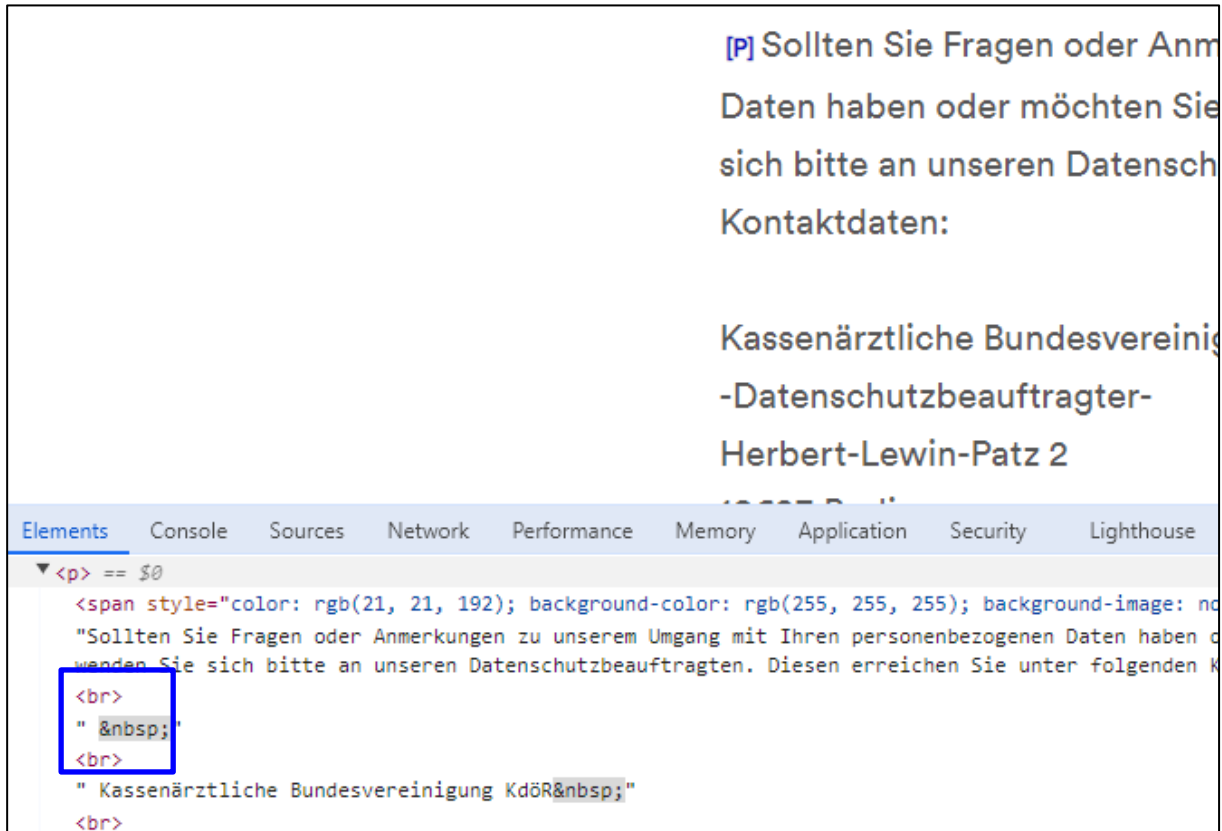 [P] Sollten Sie Fragen oder Anm
Daten haben oder möchten Sie
sich bitte an unseren Datensch
Kontaktdaten:
Kassenärztliche Bundesvereinig
-Datenschutzbeauftragter-
Herbert-Lewin-Patz 2
Elements Console Sources Network Performance Memory Application Security Lighthouse
▼<p> == $0
<span style="color: rgb(21, 21, 192); background-color: rgb(255, 255, 255); background-image: no
"Sollten Sie Fragen oder Anmerkungen zu unserem Umgang mit Ihren personenbezogenen Daten haben o
wenden Sie sich bitte an unseren Datenschutzbeauftragten. Diesen erreichen Sie unter folgenden K
<br>
" &nbsp;"
<br>
" Kassenärztliche Bundesvereinigung KdöR&nbsp;"
<br>